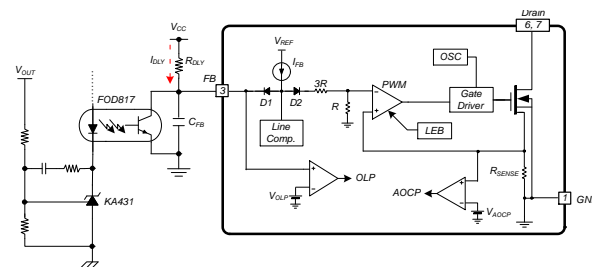 Drain
6, 7
VCC
IDLY
RDLY
VREF
IFB
OSC
VOUT
FB
3
3R
PWM
Gate
Driver
FOD817
D1
D2
R
CFB
Line
Comp.
LEB
KA431
VOLP
OLP
AOCP
VAOCP
RSENSE
1
GN